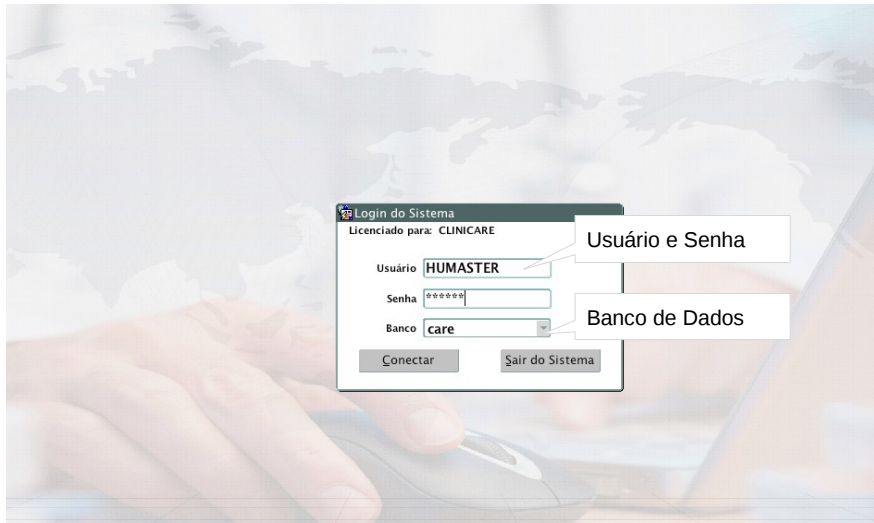 Login do Sistema
Licenciado para: CLINICARE
Usuário e Senha
Usuário HUMASTER
Senha ******
Banco de Dados
Banco care
Conectar Sair do Sistema